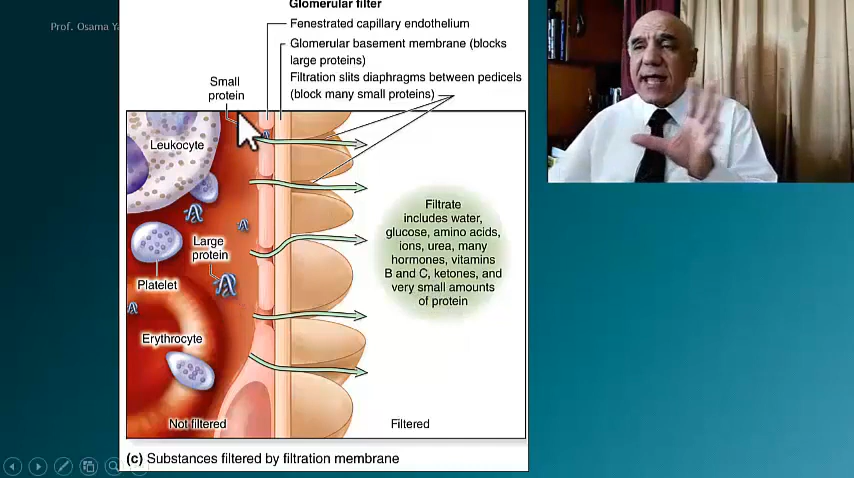 Glomerular filter
Prof. Osama
Fenestrated capillary endothelium
Glomerular basement membrane (blocks
large proteins)
Filtration slits diaphragms between pedicels
(block many small proteins)
Small
protein
Leukocyte
Large
protein
Platelet
Erythrocyte
Filtrate
includes water,
glucose, amino acids,
ions, urea, many
hormones, vitamins
B and C, ketones, and
very small amounts
of protein
Not filtered
Filtered
(c) Substances filtered by filtration membrane